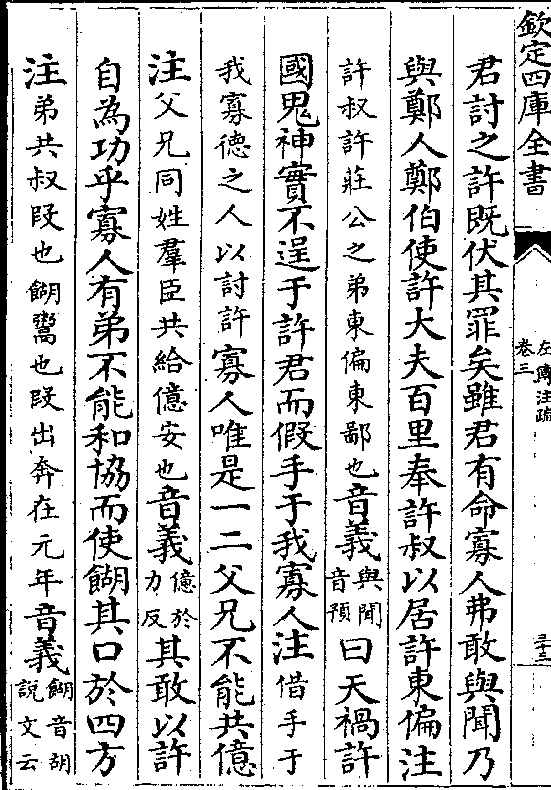 欽定四庫全書
左傳注疏
卷三
三十三
君討之許既伏其罪矣雖君有命寡人弗敢與聞乃
與鄭人鄭伯使許大夫百里奉許叔以居許東偏注
許叔許莊公之弟東偏東鄙也音義與聞音預曰天禍許
國鬼神實不逞于許君而假手于我寡人注借手于
我寡德之人以討許寡人唯是一二父兄不能共億
注父兄同姓羣臣共給億安也音義億於力反其敢以許
自為功乎寡人有弟不能和協而使餬其口於四方
注弟共叔段也餬鬻也段出奔在元年音義餬音胡說文云